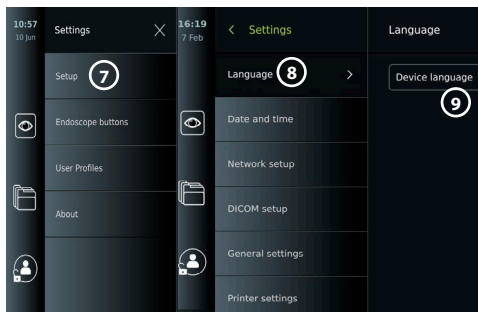 10:57
10 Jun
Settings
Setup
7
Endoscope buttons
User Profiles
About
16:19
7 Feb
Settings
Language
8
Date and time
Network setup
DICOM setup
General settings
Printer settings
Language
Device language
9